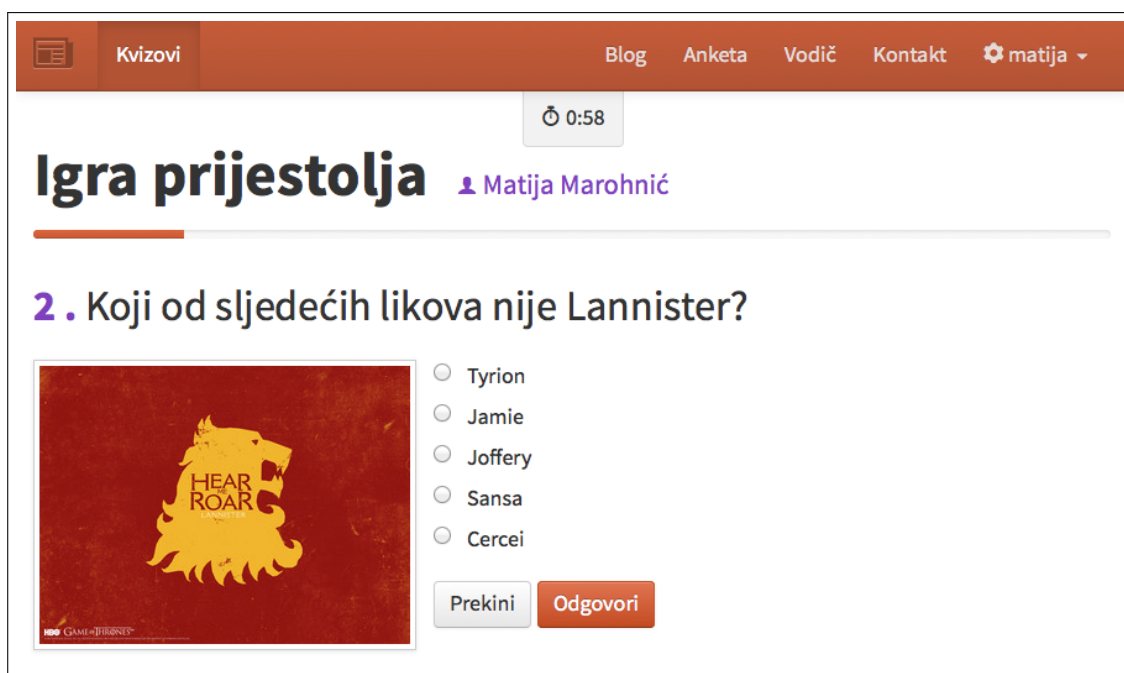 Kvizovi Blog Anketa Vodič Kontakt matija
0:58
Igra prijestolja Matija Marohnić
2 . Koji od sljedećih likova nije Lannister?
HEAR
ME
ROAR
LANNISTER
HBO GAME OF THRONES
Tyrion
Jamie
Joffery
Sansa
Cercei
Prekini Odgovori